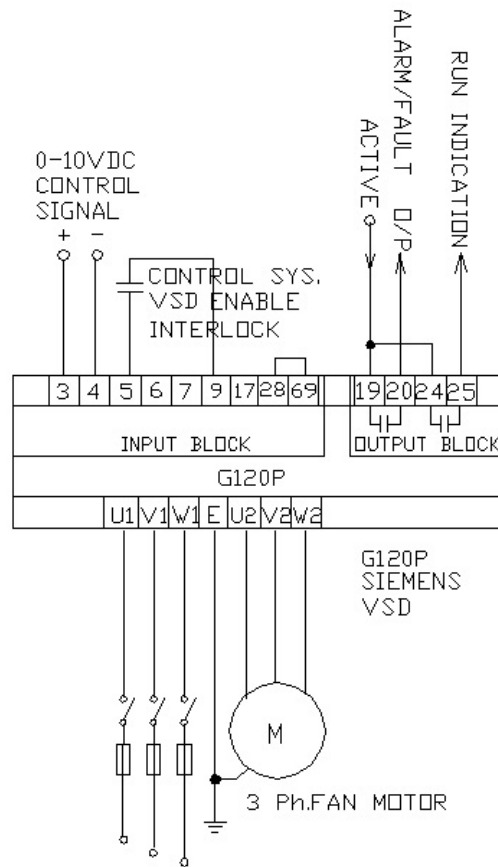 ACTIVE
ALARM/FAULT O/P
RUN INDICATION
0-10VDC
CONTROL
SIGNAL
+ -
CONTROL SYS.
VSD ENABLE
INTERLOCK
3 4 5 6 7 9 17 28 69 19 20 24 25
INPUT BLOCK OUTPUT BLOCK
G120P
U1 V1 W1 E U2 V2 W2
G120P
SIEMENS
VSD
M
3 Ph.FAN MOTOR